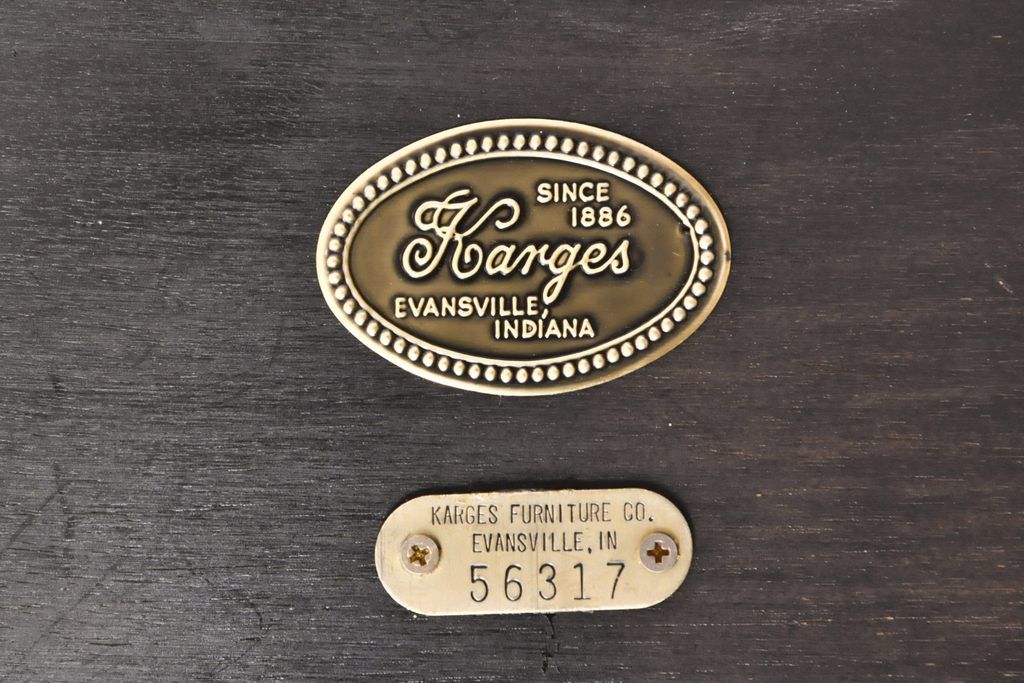 SINCE
1886
Karges
EVANSVILLE,
INDIANA
KARGES FURNITURE CO.
EVANSVILLE, IN
56317